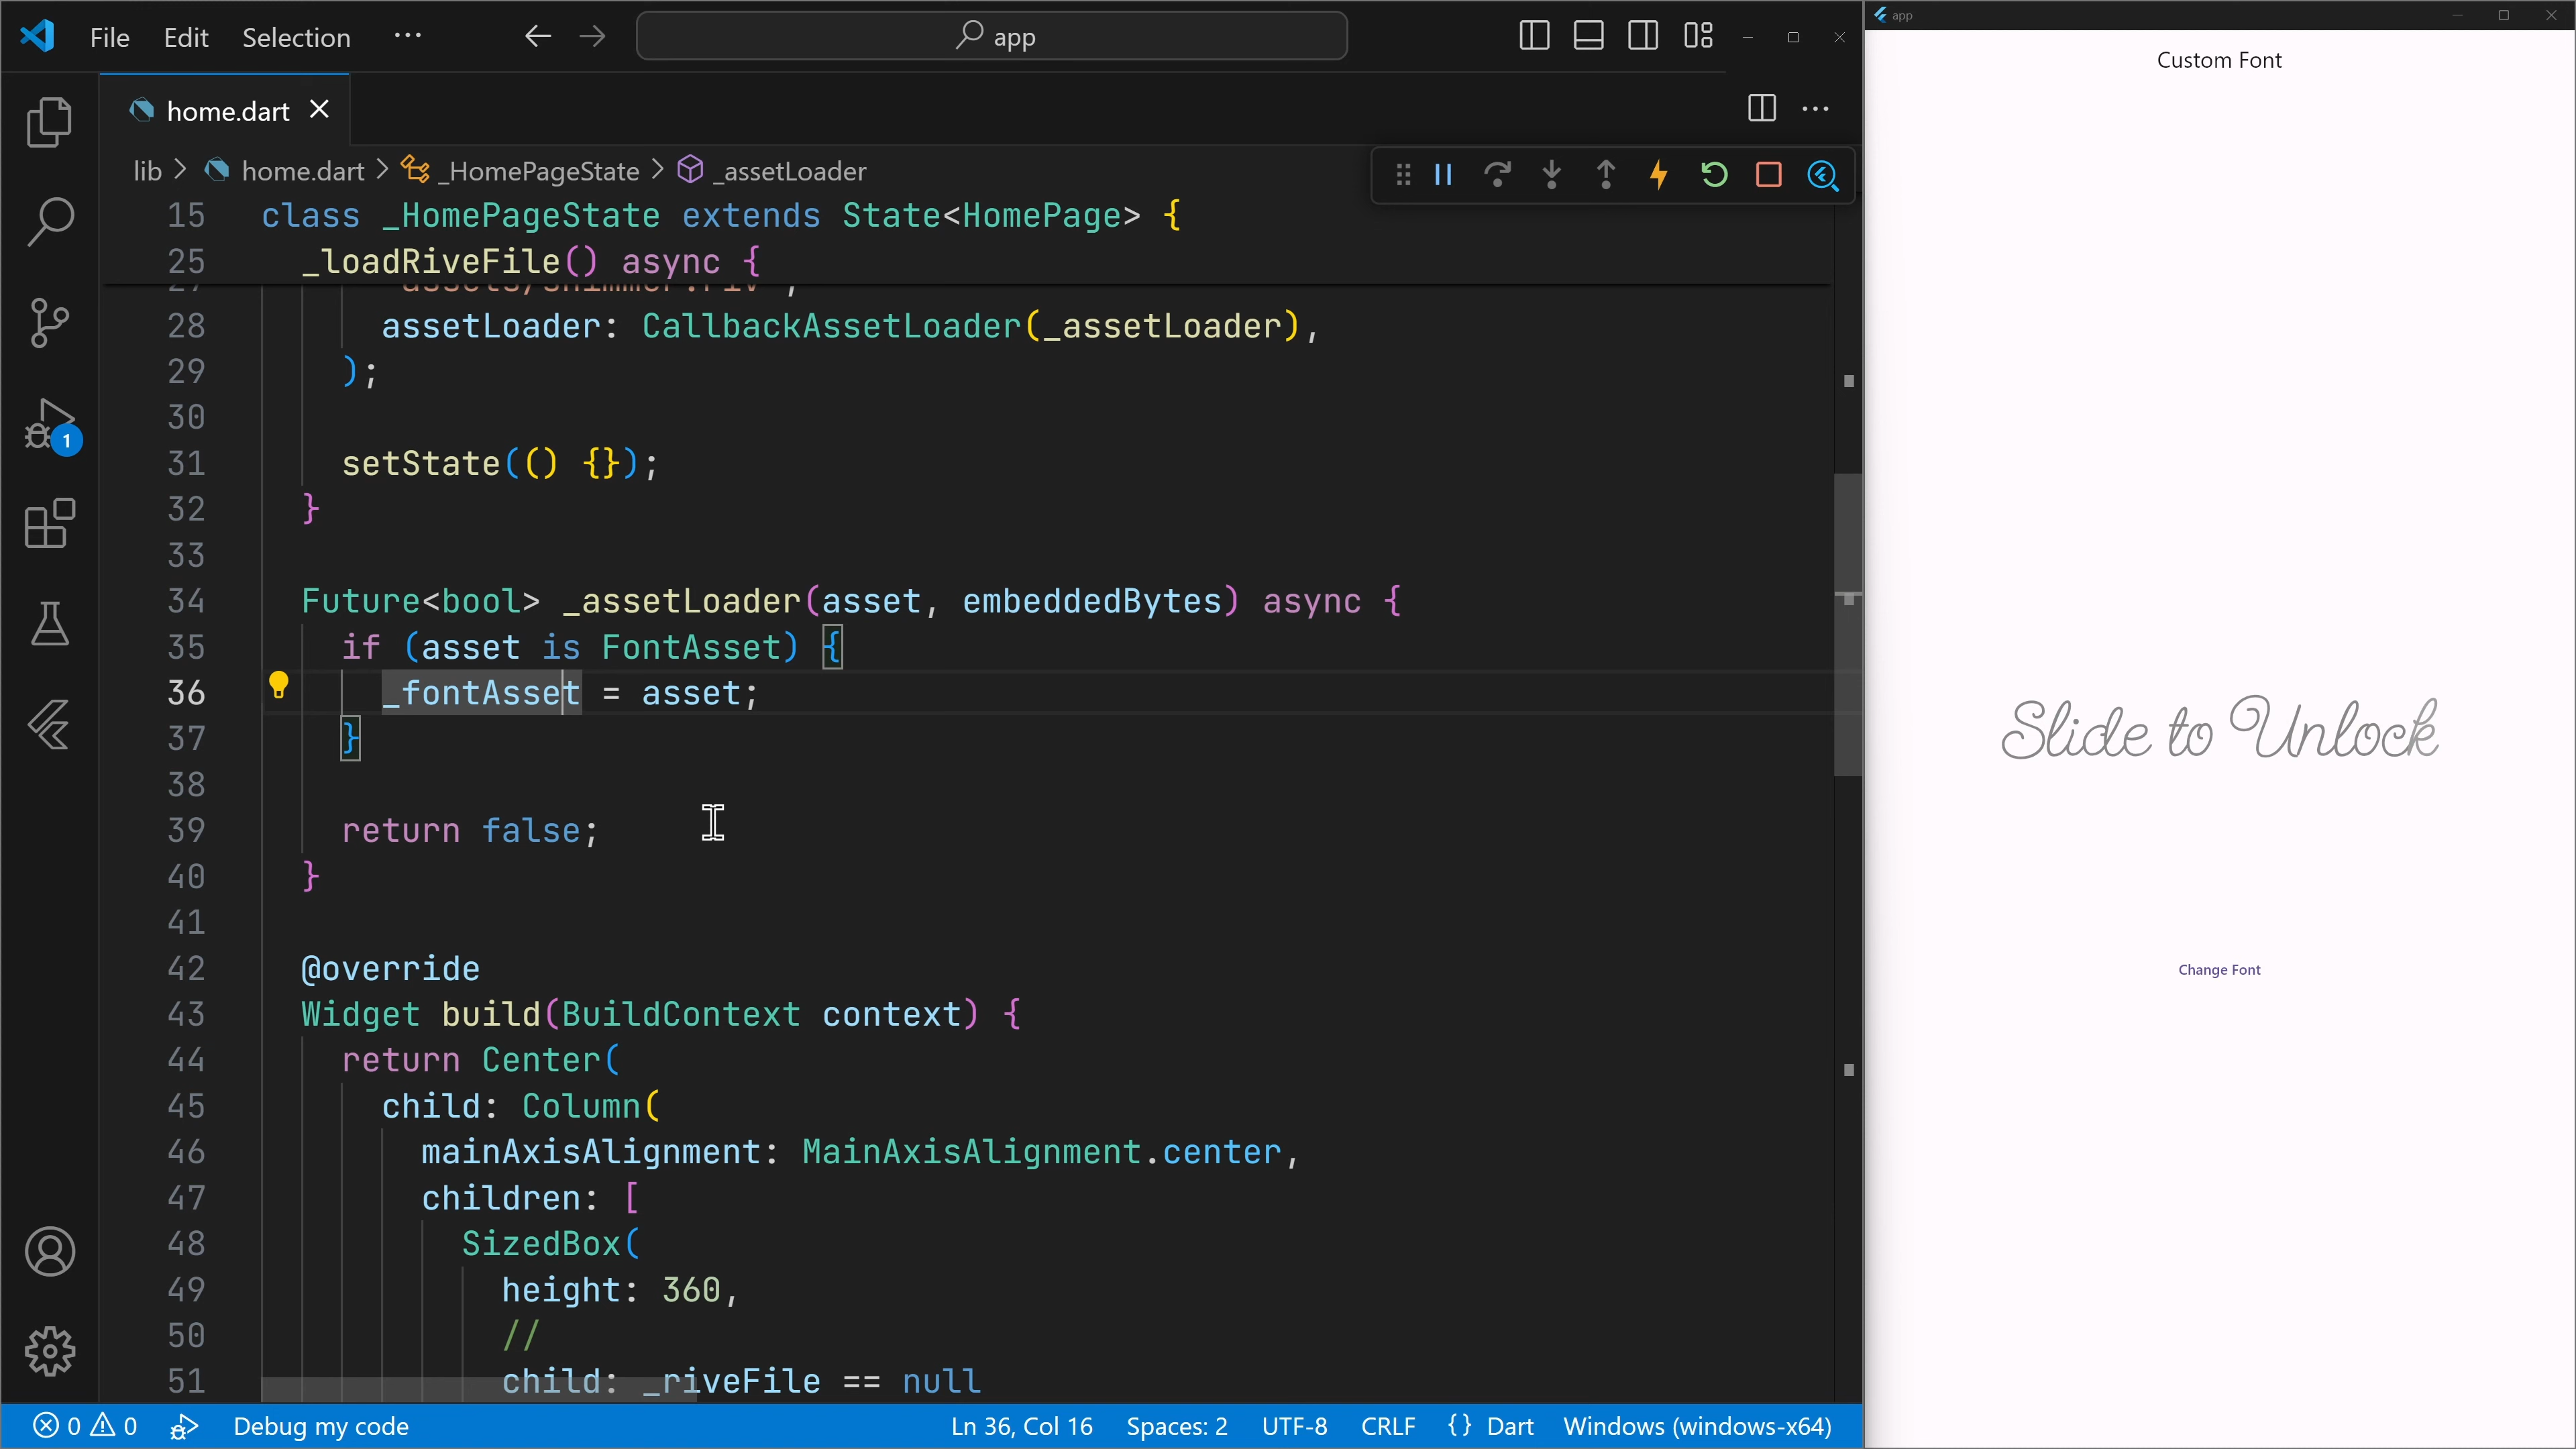 File Edit Selection ··· app
home.dart
lib > home.dart > _HomePageState > _assetLoader
15 class _HomePageState extends State<HomePage> {
25 _loadRiveFile() async {
27 'assets/shimmer.riv',
28 assetLoader: CallbackAssetLoader(_assetLoader),
29 );
30
31 setState(() {});
32 }
33
34 Future<bool> _assetLoader(asset, embeddedBytes) async {
35 if (asset is FontAsset) {
36 _fontAsset = asset;
37 }
38
39 return false;
40 }
41
42 @override
43 Widget build(BuildContext context) {
44 return Center(
45 child: Column(
46 mainAxisAlignment: MainAxisAlignment.center,
47 children: [
48 SizedBox(
49 height: 360,
50 //
51 child: _riveFile == null
1
0 0 Debug my code Ln 36, Col 16 Spaces: 2 UTF-8 CRLF {} Dart Windows (windows-x64)
app
Custom Font
Slide to Unlock
Change Font